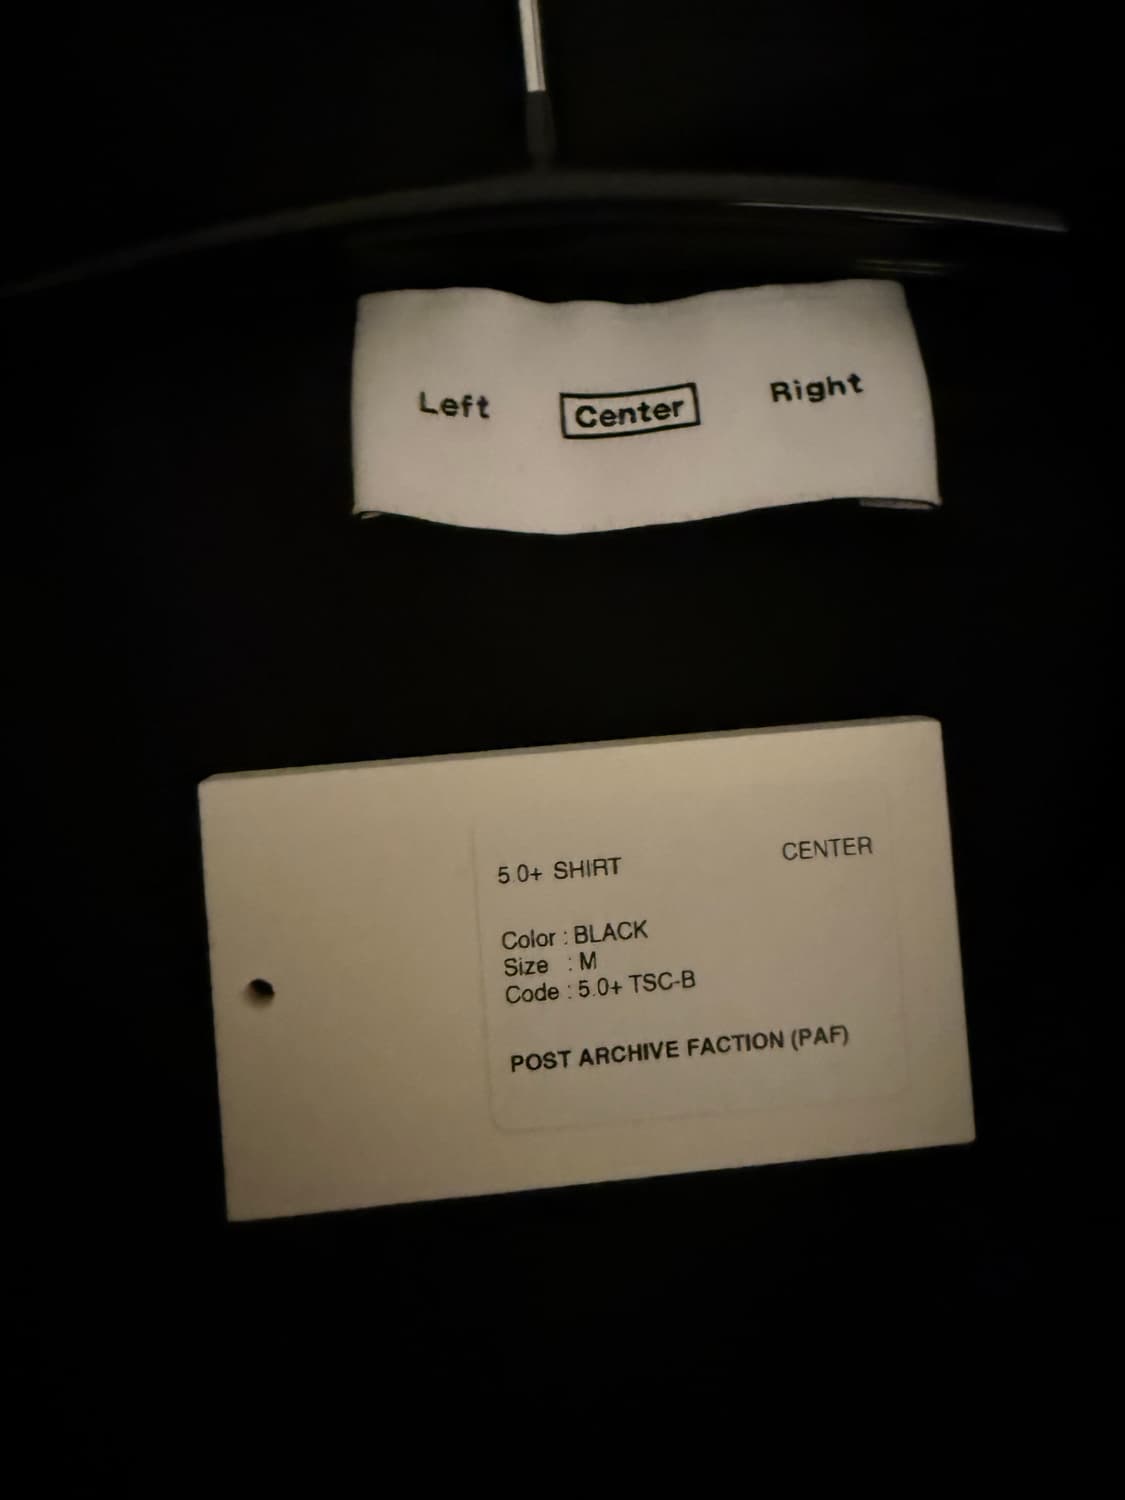 Left Center Right
5.0+ SHIRT CENTER
Color : BLACK
Size : M
Code : 5.0+ TSC-B
POST ARCHIVE FACTION (PAF)